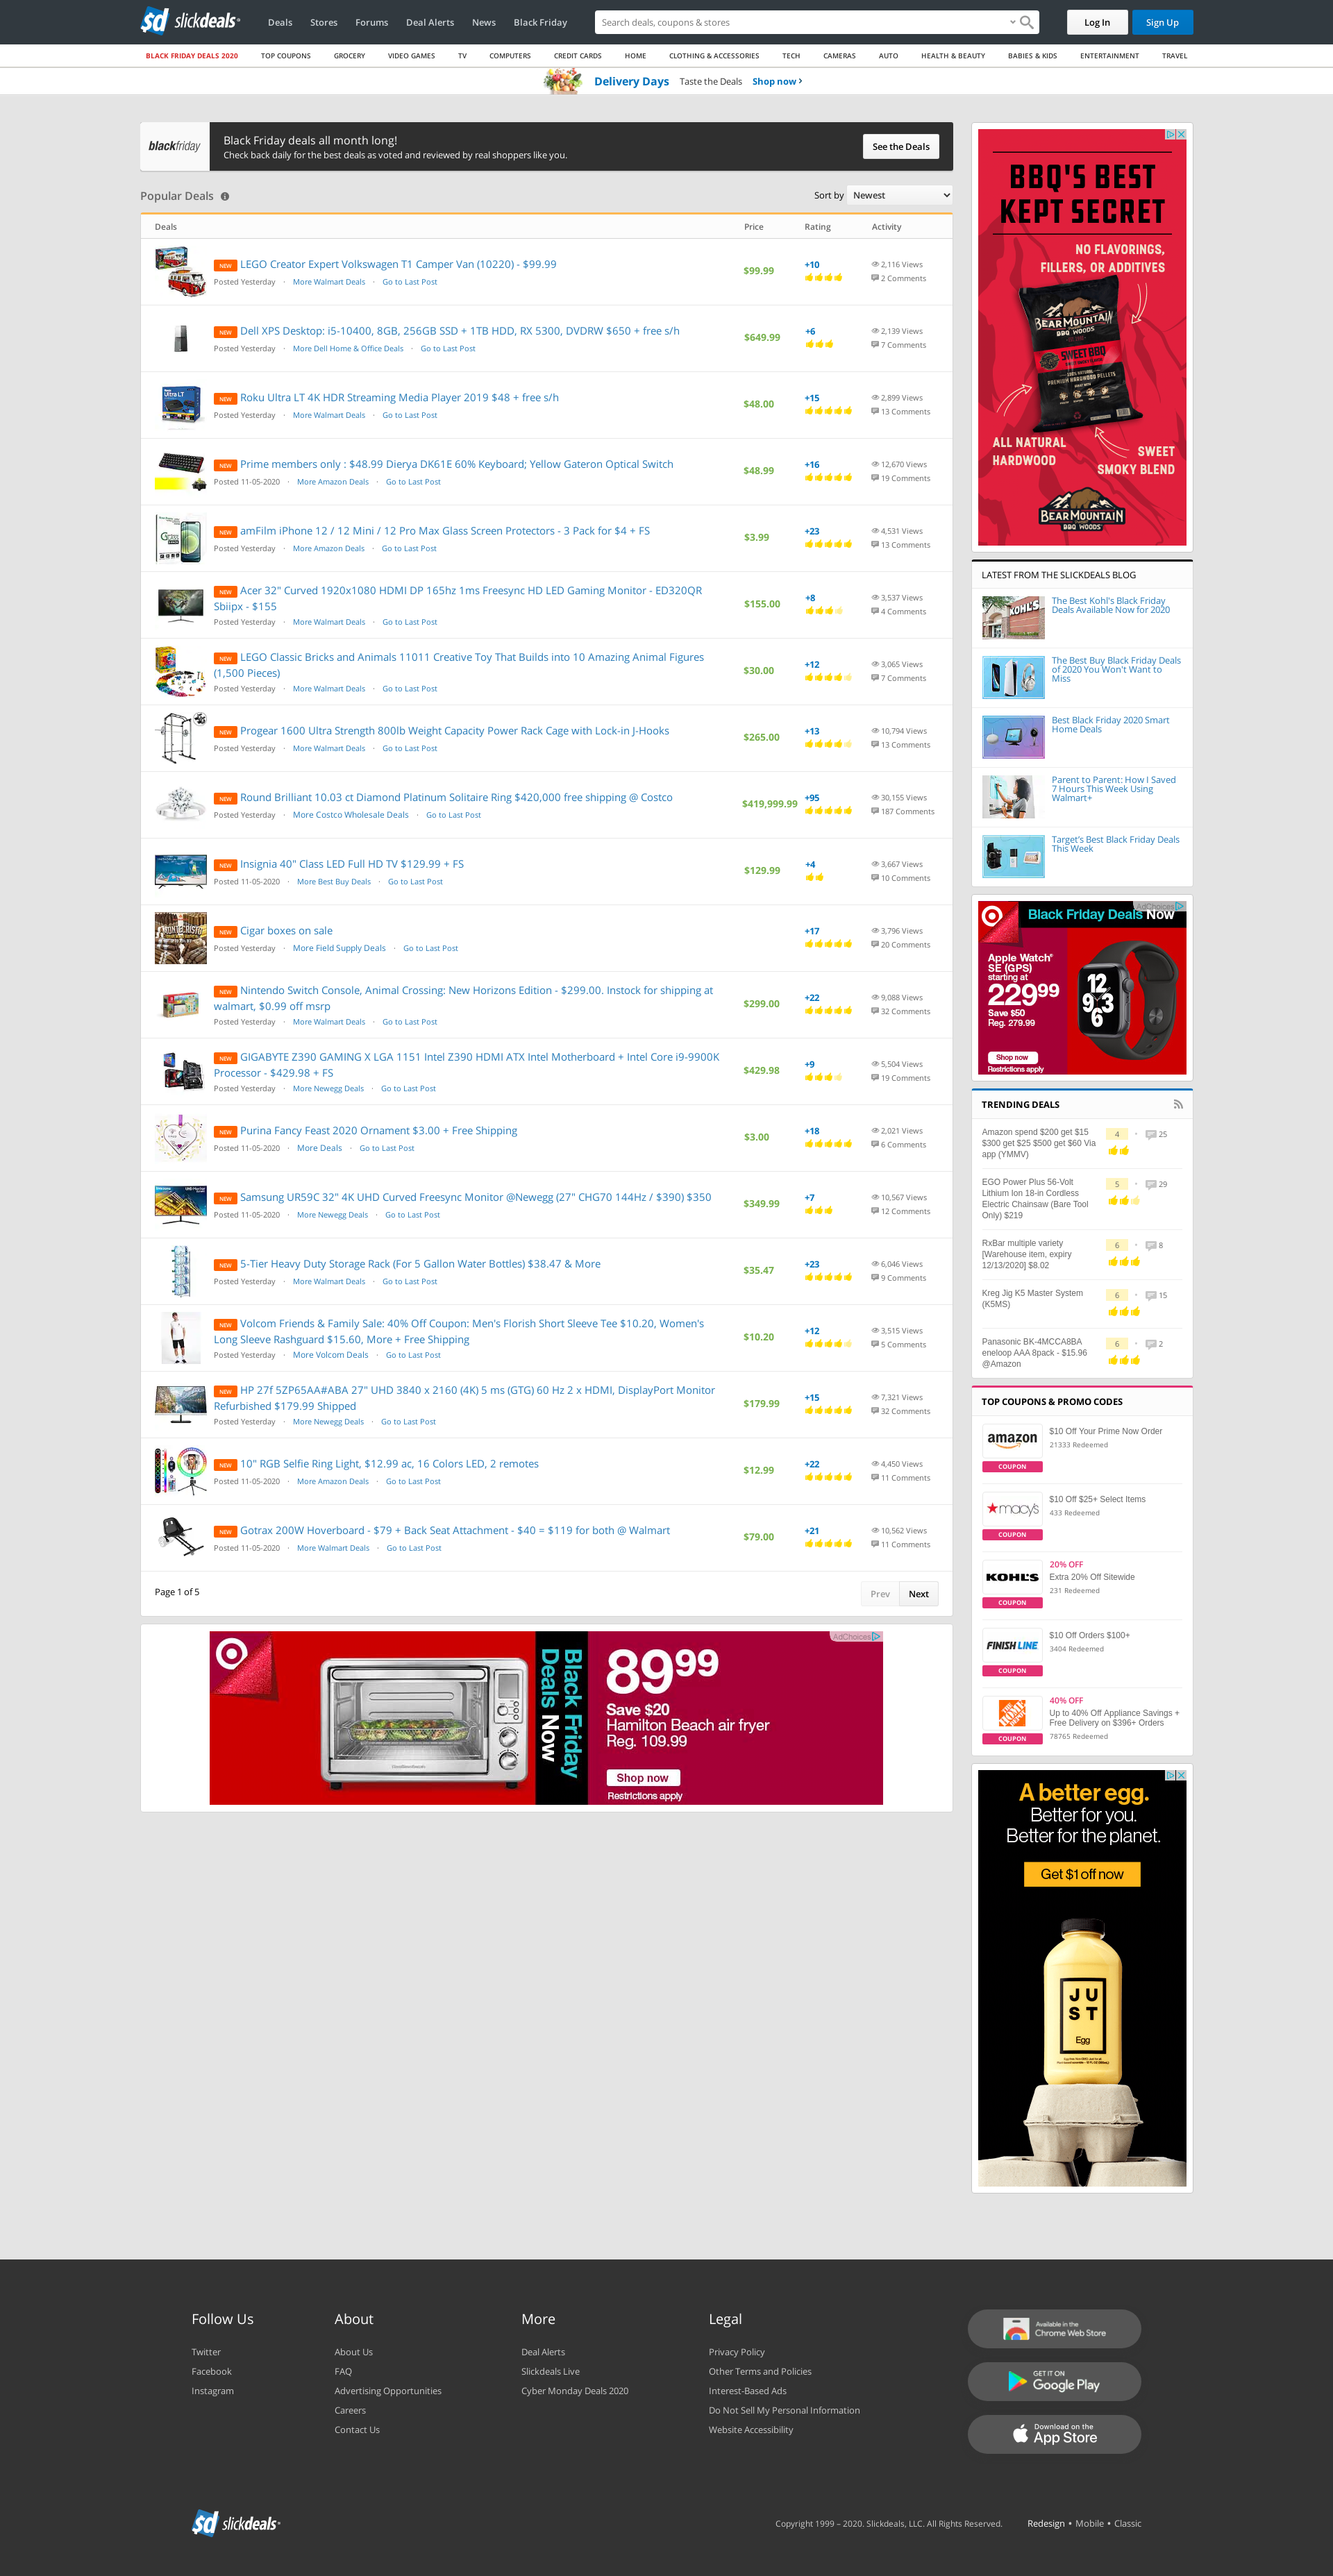 slickdeals
Deals
Stores
Forums
Deal Alerts
News
Black Friday
Search deals, coupons & stores
Log In
Sign Up
BLACK FRIDAY DEALS 2020
TOP COUPONS
GROCERY
VIDEO GAMES
TV
COMPUTERS
CREDIT CARDS
HOME
CLOTHING & ACCESSORIES
TECH
CAMERAS
AUTO
HEALTH & BEAUTY
BABIES & KIDS
ENTERTAINMENT
TRAVEL
Delivery Days Taste the Deals Shop now ›
blackfriday
Black Friday deals all month long!
Check back daily for the best deals as voted and reviewed by real shoppers like you.
See the Deals
Popular Deals
Sort by Newest
Deals Price Rating Activity
NEW LEGO Creator Expert Volkswagen T1 Camper Van (10220) - $99.99
Posted Yesterday · More Walmart Deals · Go to Last Post
$99.99
+10
2,116 Views
2 Comments
NEW Dell XPS Desktop: i5-10400, 8GB, 256GB SSD + 1TB HDD, RX 5300, DVDRW $650 + free s/h
Posted Yesterday · More Dell Home & Office Deals · Go to Last Post
$649.99
+6
2,139 Views
7 Comments
NEW Roku Ultra LT 4K HDR Streaming Media Player 2019 $48 + free s/h
Posted Yesterday · More Walmart Deals · Go to Last Post
$48.00
+15
2,899 Views
13 Comments
NEW Prime members only : $48.99 Dierya DK61E 60% Keyboard; Yellow Gateron Optical Switch
Posted 11-05-2020 · More Amazon Deals · Go to Last Post
$48.99
+16
12,670 Views
19 Comments
NEW amFilm iPhone 12 / 12 Mini / 12 Pro Max Glass Screen Protectors - 3 Pack for $4 + FS
Posted Yesterday · More Amazon Deals · Go to Last Post
$3.99
+23
4,531 Views
13 Comments
NEW Acer 32" Curved 1920x1080 HDMI DP 165hz 1ms Freesync HD LED Gaming Monitor - ED320QR
Sbiipx - $155
Posted Yesterday · More Walmart Deals · Go to Last Post
$155.00
+8
3,537 Views
4 Comments
NEW LEGO Classic Bricks and Animals 11011 Creative Toy That Builds into 10 Amazing Animal Figures
(1,500 Pieces)
Posted Yesterday · More Walmart Deals · Go to Last Post
$30.00
+12
3,065 Views
7 Comments
NEW Progear 1600 Ultra Strength 800lb Weight Capacity Power Rack Cage with Lock-in J-Hooks
Posted Yesterday · More Walmart Deals · Go to Last Post
$265.00
+13
10,794 Views
13 Comments
NEW Round Brilliant 10.03 ct Diamond Platinum Solitaire Ring $420,000 free shipping @ Costco
Posted Yesterday · More Costco Wholesale Deals · Go to Last Post
$419,999.99
+95
30,155 Views
187 Comments
NEW Insignia 40" Class LED Full HD TV $129.99 + FS
Posted 11-05-2020 · More Best Buy Deals · Go to Last Post
$129.99
+4
3,667 Views
10 Comments
NEW Cigar boxes on sale
Posted Yesterday · More Field Supply Deals · Go to Last Post
+17
3,796 Views
20 Comments
NEW Nintendo Switch Console, Animal Crossing: New Horizons Edition - $299.00. Instock for shipping at
walmart, $0.99 off msrp
Posted Yesterday · More Walmart Deals · Go to Last Post
$299.00
+22
9,088 Views
32 Comments
NEW GIGABYTE Z390 GAMING X LGA 1151 Intel Z390 HDMI ATX Intel Motherboard + Intel Core i9-9900K
Processor - $429.98 + FS
Posted Yesterday · More Newegg Deals · Go to Last Post
$429.98
+9
5,504 Views
19 Comments
NEW Purina Fancy Feast 2020 Ornament $3.00 + Free Shipping
Posted 11-05-2020 · More Deals · Go to Last Post
$3.00
+18
2,021 Views
6 Comments
NEW Samsung UR59C 32" 4K UHD Curved Freesync Monitor @Newegg (27" CHG70 144Hz / $390) $350
Posted 11-05-2020 · More Newegg Deals · Go to Last Post
$349.99
+7
10,567 Views
12 Comments
NEW 5-Tier Heavy Duty Storage Rack (For 5 Gallon Water Bottles) $38.47 & More
Posted Yesterday · More Walmart Deals · Go to Last Post
$35.47
+23
6,046 Views
9 Comments
NEW Volcom Friends & Family Sale: 40% Off Coupon: Men's Florish Short Sleeve Tee $10.20, Women's
Long Sleeve Rashguard $15.60, More + Free Shipping
Posted Yesterday · More Volcom Deals · Go to Last Post
$10.20
+12
3,515 Views
5 Comments
NEW HP 27f 5ZP65AA#ABA 27" UHD 3840 x 2160 (4K) 5 ms (GTG) 60 Hz 2 x HDMI, DisplayPort Monitor
Refurbished $179.99 Shipped
Posted Yesterday · More Newegg Deals · Go to Last Post
$179.99
+15
7,321 Views
32 Comments
NEW 10" RGB Selfie Ring Light, $12.99 ac, 16 Colors LED, 2 remotes
Posted 11-05-2020 · More Amazon Deals · Go to Last Post
$12.99
+22
4,450 Views
11 Comments
NEW Gotrax 200W Hoverboard - $79 + Back Seat Attachment - $40 = $119 for both @ Walmart
Posted 11-05-2020 · More Walmart Deals · Go to Last Post
$79.00
+21
10,562 Views
11 Comments
Page 1 of 5
Prev
Next
Black Friday
Deals Now
8999
Save $20
Hamilton Beach air fryer
Reg. 109.99
Shop now
Restrictions apply
AdChoices
BBQ'S BEST
KEPT SECRET
NO FLAVORINGS,
FILLERS, OR ADDITIVES
BEAR MOUNTAIN
BBQ WOODS
SWEET BBQ
ALL NATURAL
HARDWOOD
SWEET
SMOKY BLEND
BEAR MOUNTAIN
BBQ WOODS
LATEST FROM THE SLICKDEALS BLOG
KOHL'S
The Best Kohl's Black Friday
Deals Available Now for 2020
The Best Buy Black Friday Deals
of 2020 You Won't Want to
Miss
Best Black Friday 2020 Smart
Home Deals
Parent to Parent: How I Saved
7 Hours This Week Using
Walmart+
Target's Best Black Friday Deals
This Week
Black Friday Deals Now
AdChoices
Apple Watch
SE (GPS)
starting at
22999
Save $50
Reg. 279.99
Shop now
Restrictions apply
TRENDING DEALS
Amazon spend $200 get $15
$300 get $25 $500 get $60 Via
app (YMMV)
4 25
EGO Power Plus 56-Volt
Lithium Ion 18-in Cordless
Electric Chainsaw (Bare Tool
Only) $219
5 29
RxBar multiple variety
[Warehouse item, expiry
12/13/2020] $8.02
6 8
Kreg Jig K5 Master System
(K5MS)
6 15
Panasonic BK-4MCCA8BA
eneloop AAA 8pack - $15.96
@Amazon
6 2
TOP COUPONS & PROMO CODES
amazon
COUPON
$10 Off Your Prime Now Order
21333 Redeemed
macy's
COUPON
$10 Off $25+ Select Items
433 Redeemed
KOHL'S
COUPON
20% OFF
Extra 20% Off Sitewide
231 Redeemed
FINISH LINE
COUPON
$10 Off Orders $100+
3404 Redeemed
COUPON
40% OFF
Up to 40% Off Appliance Savings +
Free Delivery on $396+ Orders
78765 Redeemed
A better egg.
Better for you.
Better for the planet.
Get $1 off now
JUST
Egg
Follow Us
Twitter
Facebook
Instagram
About
About Us
FAQ
Advertising Opportunities
Careers
Contact Us
More
Deal Alerts
Slickdeals Live
Cyber Monday Deals 2020
Legal
Privacy Policy
Other Terms and Policies
Interest-Based Ads
Do Not Sell My Personal Information
Website Accessibility
Available in the
Chrome Web Store
GET IT ON
Google Play
Download on the
App Store
slickdeals
Copyright 1999 – 2020. Slickdeals, LLC. All Rights Reserved.
Redesign • Mobile • Classic